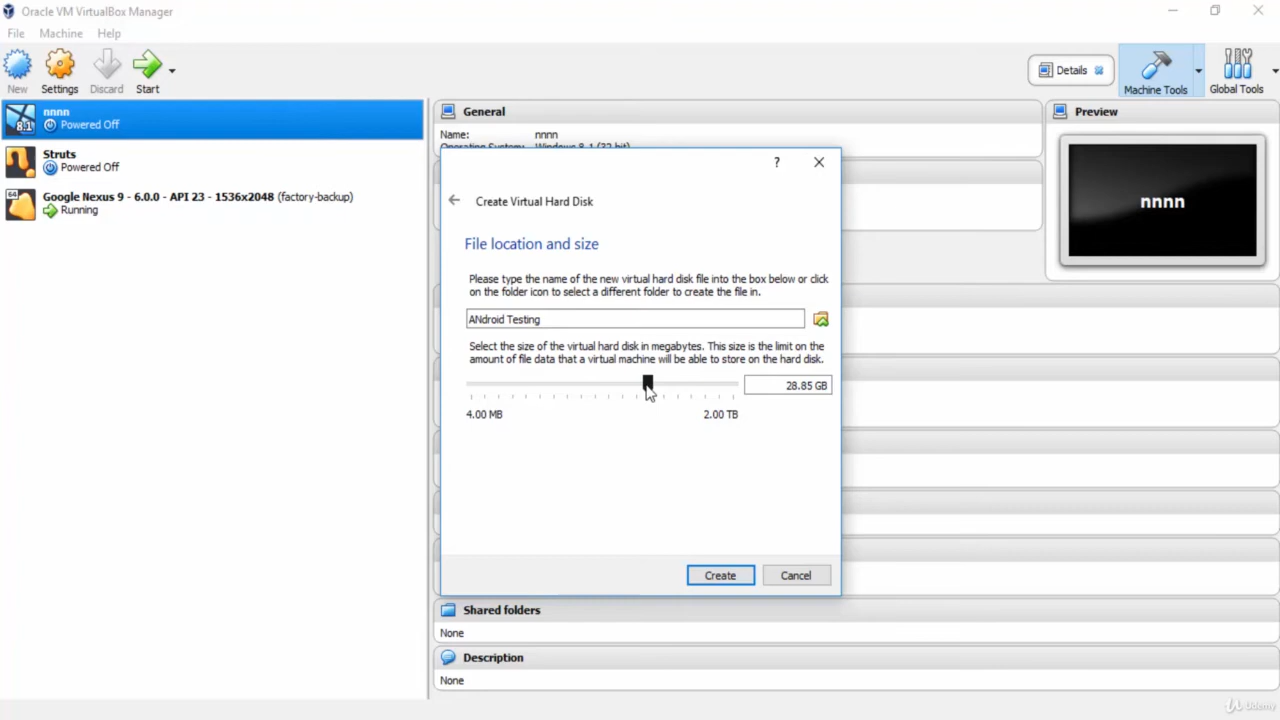 Oracle VM VirtualBox Manager
File Machine Help
New Settings Discard Start
Details Machine Tools Global Tools
nnnn
8.1 Powered Off
Struts
Powered Off
64 Google Nexus 9 - 6.0.0 - API 23 - 1536x2048 (factory-backup)
Running
General
Name: nnnn
Operating System: Windows 8.1 (32-bit)
Preview
nnnn
?
Create Virtual Hard Disk
File location and size
Please type the name of the new virtual hard disk file into the box below or click
on the folder icon to select a different folder to create the file in.
ANdroid Testing
Select the size of the virtual hard disk in megabytes. This size is the limit on the
amount of file data that a virtual machine will be able to store on the hard disk.
28.85 GB
4.00 MB 2.00 TB
Create Cancel
Shared folders
None
Description
None
Udemy